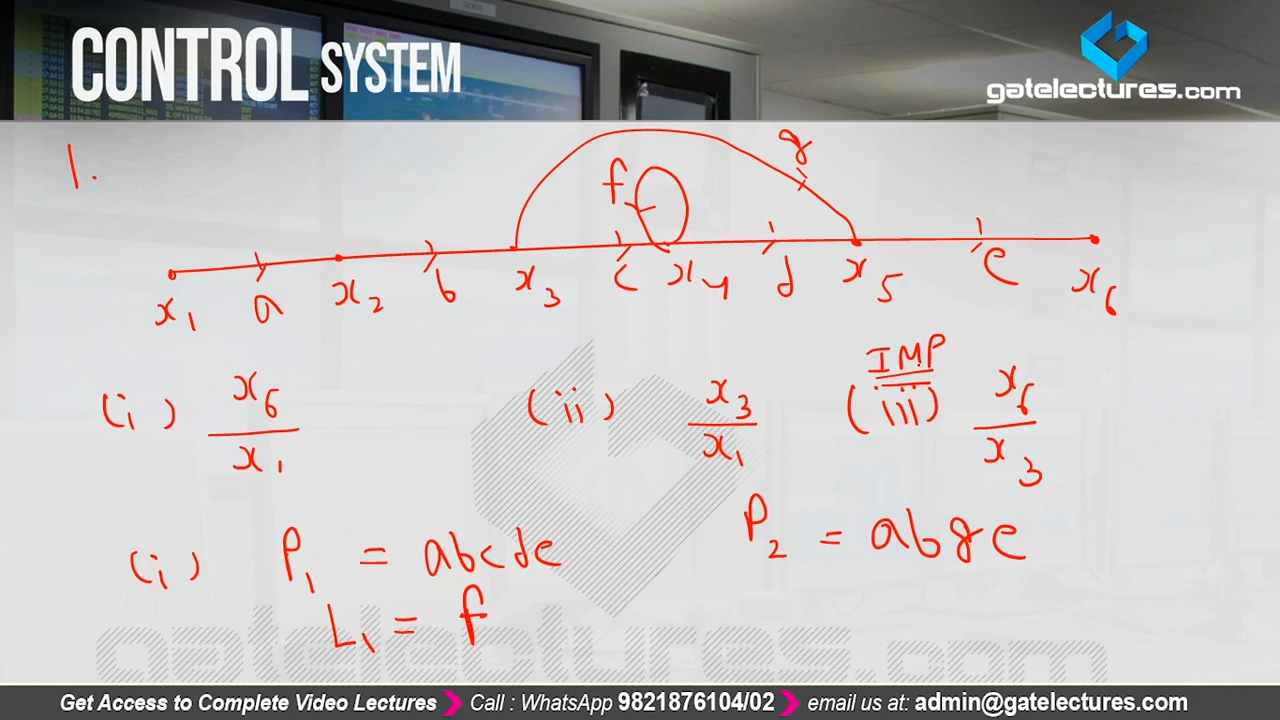 CONTROL SYSTEM
gatelectures.com
1.
g
f
x1 a x2 b x3 c x4 d x5 e x6
(i) x6/x1 (ii) x3/x1 IMP (iii) x6/x3
(i) P1 = abcde P2 = abge
L1 = f
gatelectures.com
Get Access to Complete Video Lectures Call : WhatsApp 9821876104/02 email us at: admin@gatelectures.com